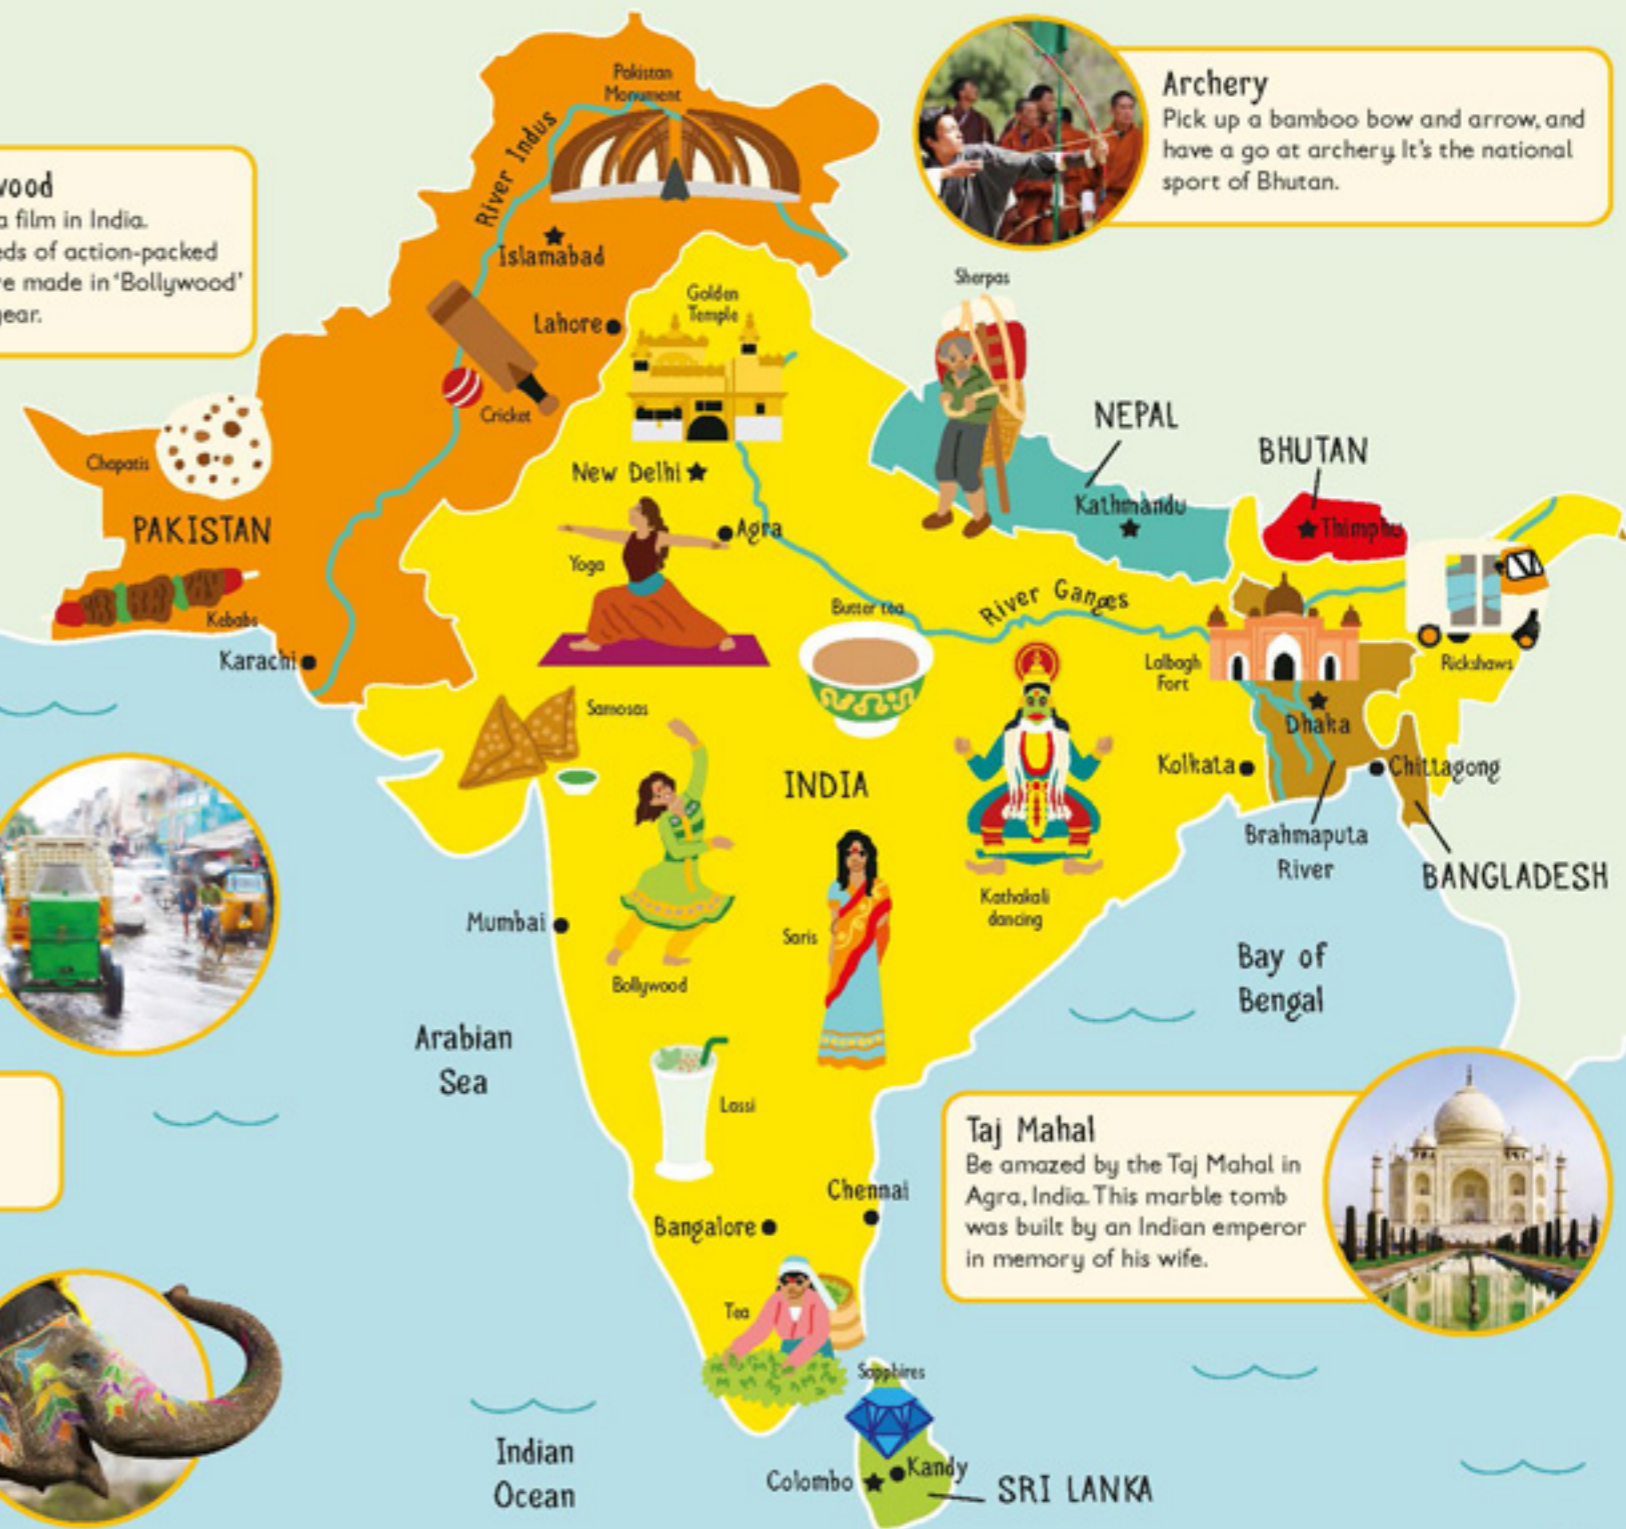 Pakistan
Monument
River Indus
Islamabad
Lahore
Cricket
Chapatis
PAKISTAN
Kebabs
Karachi
wood
a film in India.
eds of action-packed
re made in ‘Bollywood’
year.
Archery
Pick up a bamboo bow and arrow, and
have a go at archery. It’s the national
sport of Bhutan.
Sherpas
Golden
Temple
NEPAL
Kathmandu
BHUTAN
Thimphu
New Delhi
Agra
Yoga
Butter tea
River Ganges
Lalbagh
Fort
Rickshaws
Dhaka
Kolkata
Chittagong
Brahmaputa
River
BANGLADESH
Samosas
INDIA
Kathakali
dancing
Mumbai
Saris
Bollywood
Bay of
Bengal
Arabian
Sea
Lassi
Chennai
Bangalore
Tea
Taj Mahal
Be amazed by the Taj Mahal in
Agra, India. This marble tomb
was built by an Indian emperor
in memory of his wife.
Sapphires
Indian
Ocean
Colombo
Kandy
SRI LANKA